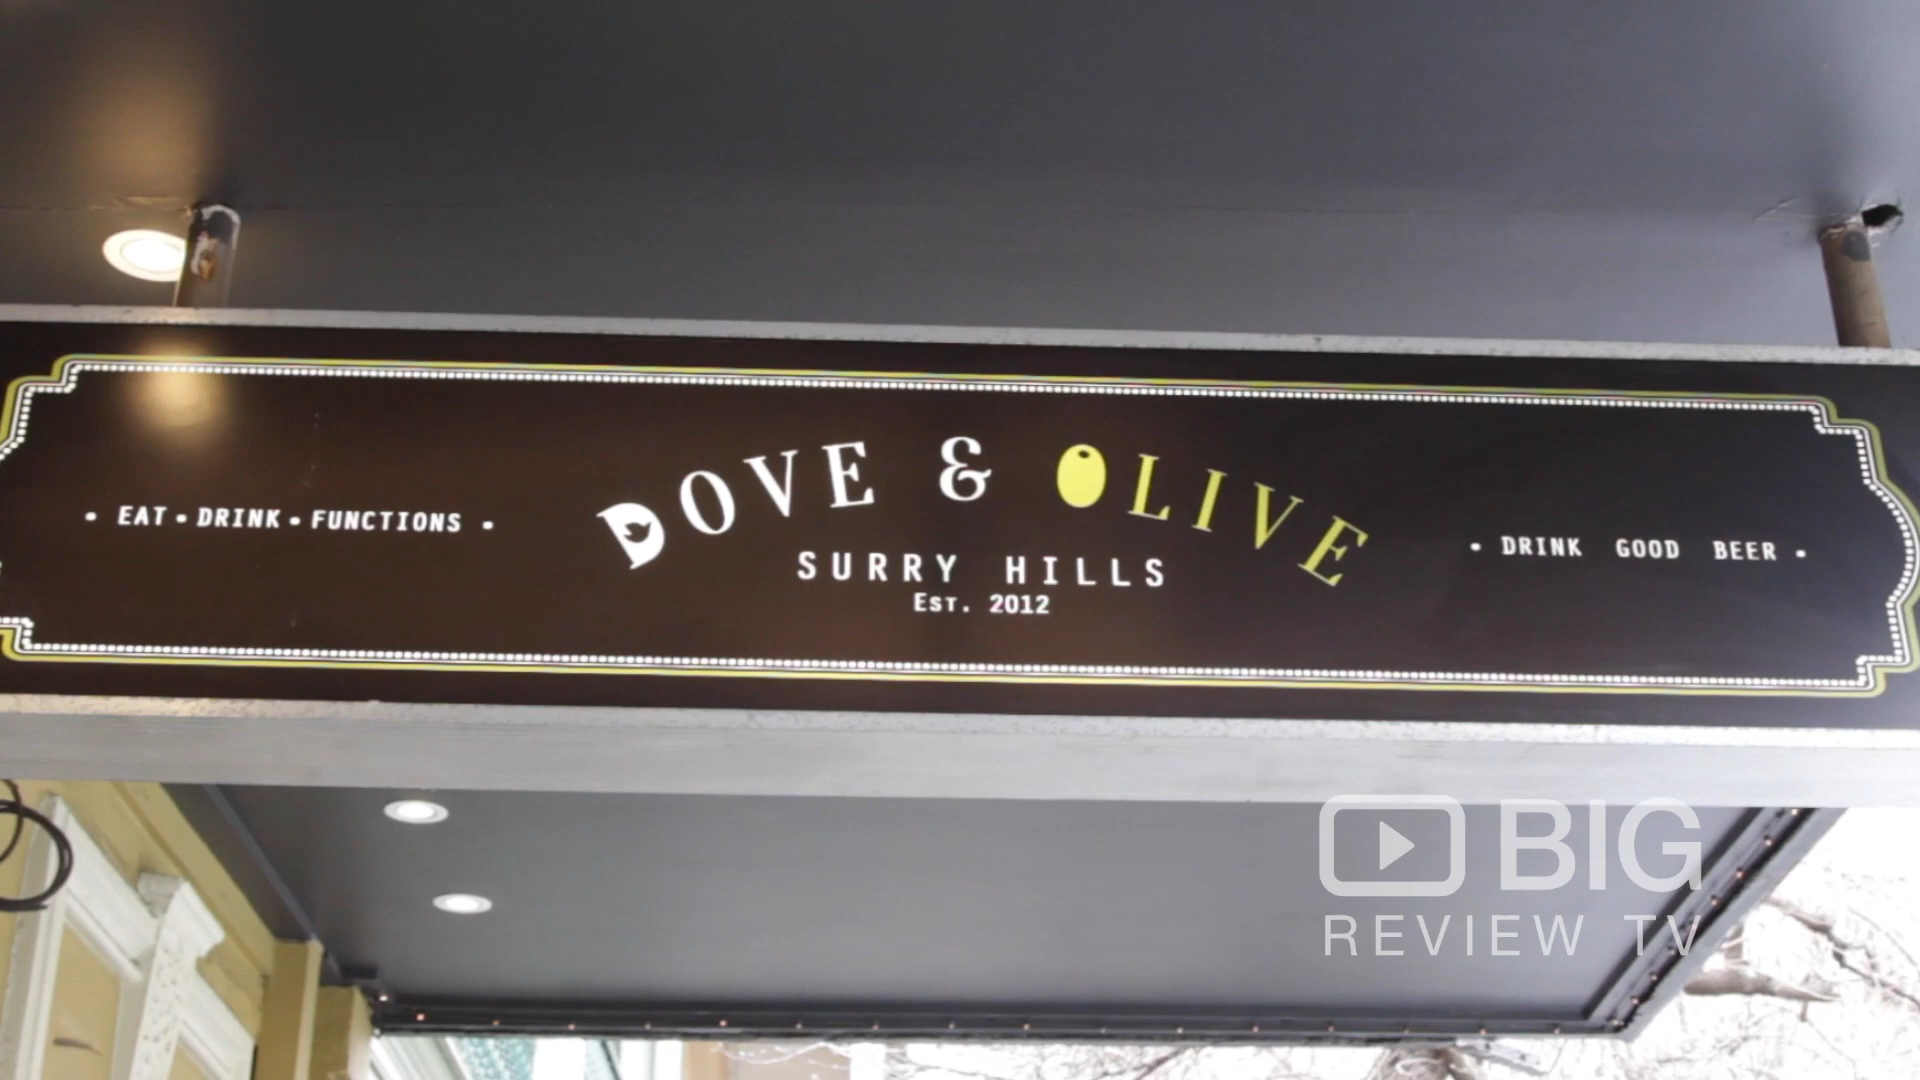 • EAT • DRINK • FUNCTIONS •
DOVE & OLIVE
SURRY HILLS
EST. 2012
• DRINK GOOD BEER •
BIG
REVIEW TV